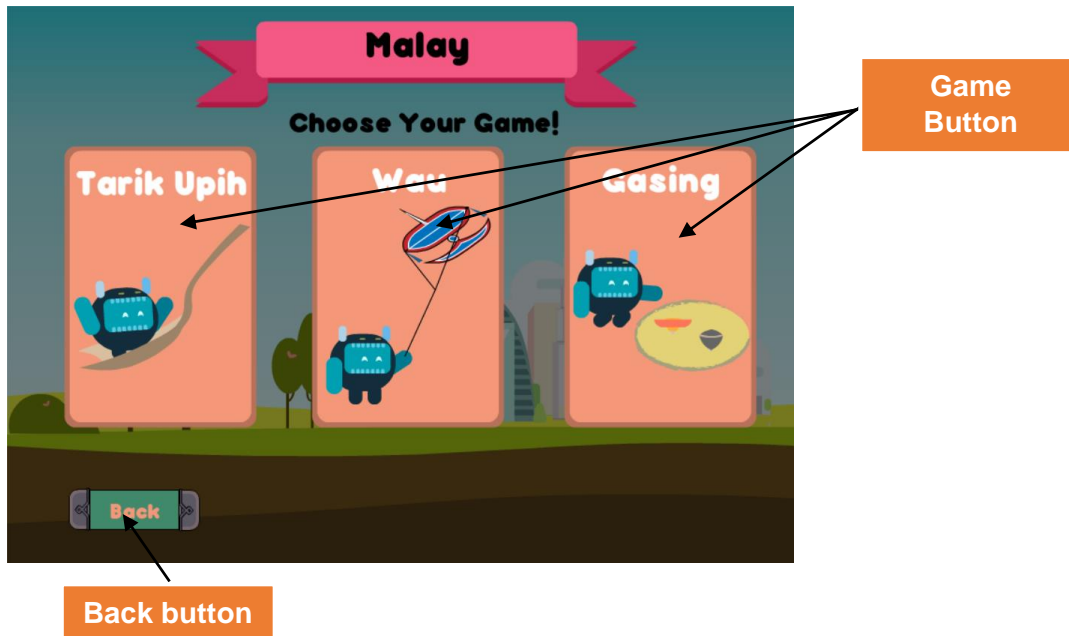 Malay
Choose Your Game!
Tarik Upih
Wau
Gasing
Back
Game
Button
Back button